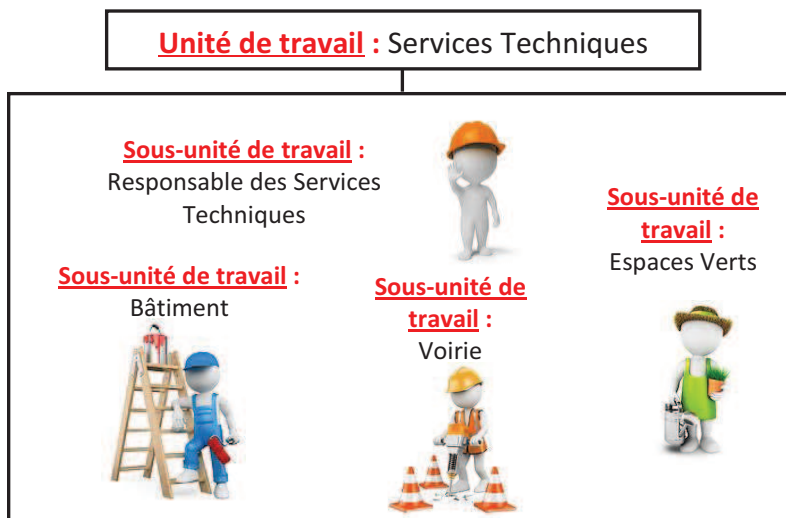 Unité de travail : Services Techniques
Sous-unité de travail :
Responsable des Services
Techniques
Sous-unité de
travail :
Espaces Verts
Sous-unité de travail :
Bâtiment
Sous-unité de
travail :
Voirie